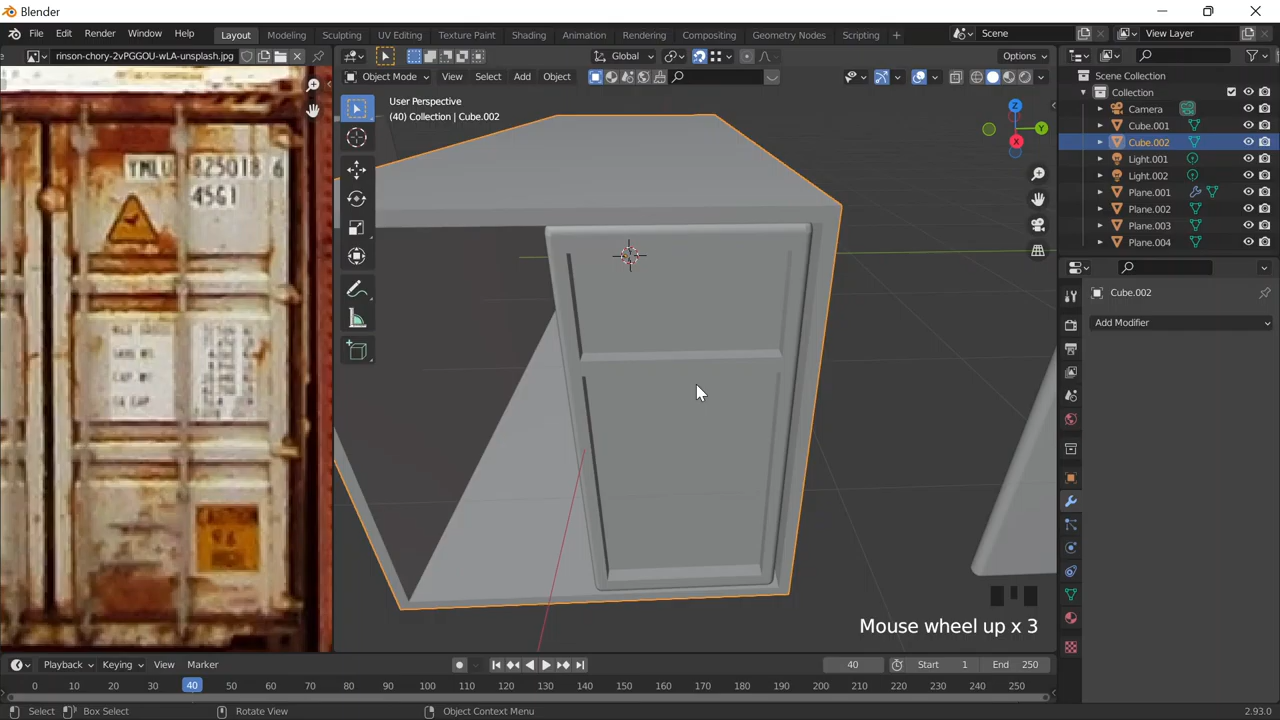 Blender
File Edit Render Window Help
Layout Modeling Sculpting UV Editing Texture Paint Shading Animation Rendering Compositing Geometry Nodes Scripting
Scene
View Layer
rinson-chory-2vPGGOU-wLA-unsplash.jpg
Global
Options
Object Mode
View Select Add Object
User Perspective
(40) Collection | Cube.002
X
Y
Z
Scene Collection
Collection
Camera
Cube.001
Cube.002
Light.001
Light.002
Plane.001
Plane.002
Plane.003
Plane.004
Cube.002
Add Modifier
YMLU 825018 6
45G1
Mouse wheel up x 3
Playback Keying View Marker
40
Start 1
End 250
0 10 20 30 40 50 60 70 80 90 100 110 120 130 140 150 160 170 180 190 200 210 220 230 240 250
Select Box Select Rotate View Object Context Menu
2.93.0